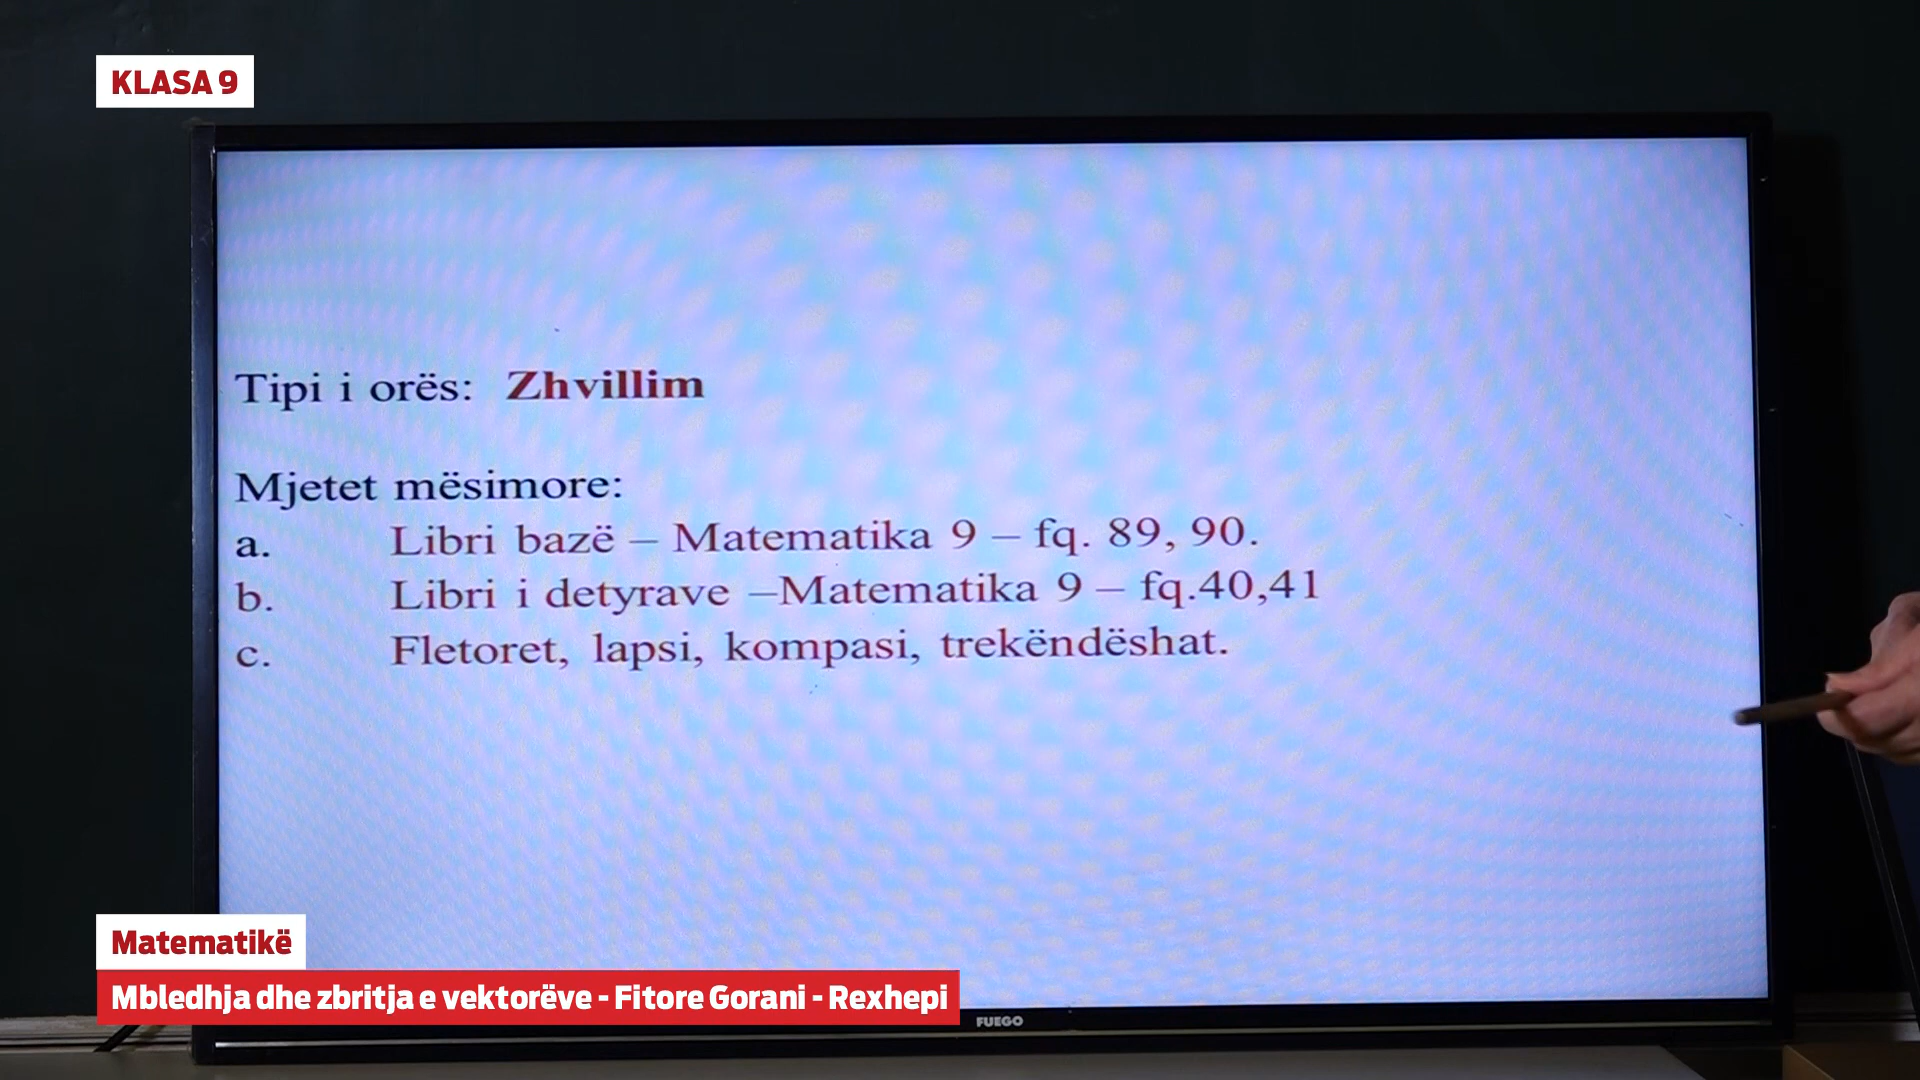 KLASA 9
Tipi i orës: Zhvillim
Mjetet mësimore:
a. Libri bazë – Matematika 9 – fq. 89, 90.
b. Libri i detyrave –Matematika 9 – fq.40,41
c. Fletoret, lapsi, kompasi, trekëndëshat.
Matematikë
Mbledhja dhe zbritja e vektorëve - Fitore Gorani - Rexhepi
FUEGO